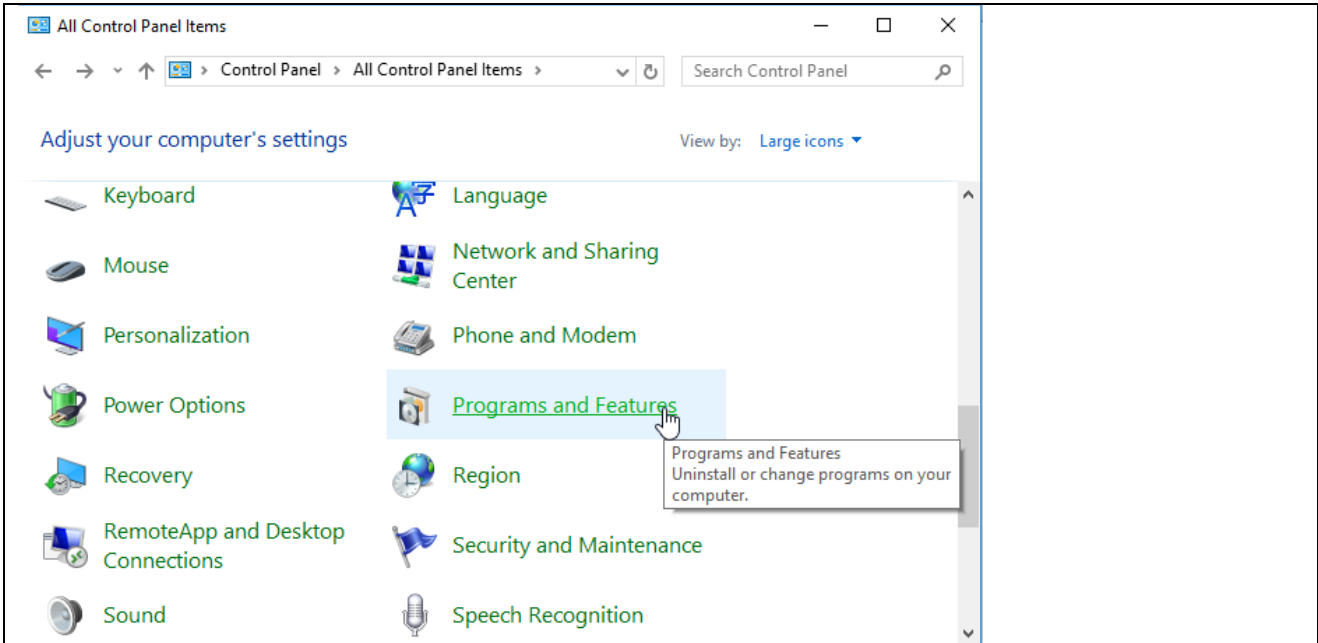 All Control Panel Items
Control Panel > All Control Panel Items >
Search Control Panel
Adjust your computer's settings
View by: Large icons
Keyboard
Language
Mouse
Network and Sharing
Center
Personalization
Phone and Modem
Power Options
Programs and Features
Programs and Features
Uninstall or change programs on your
computer.
Recovery
Region
RemoteApp and Desktop
Connections
Security and Maintenance
Sound
Speech Recognition